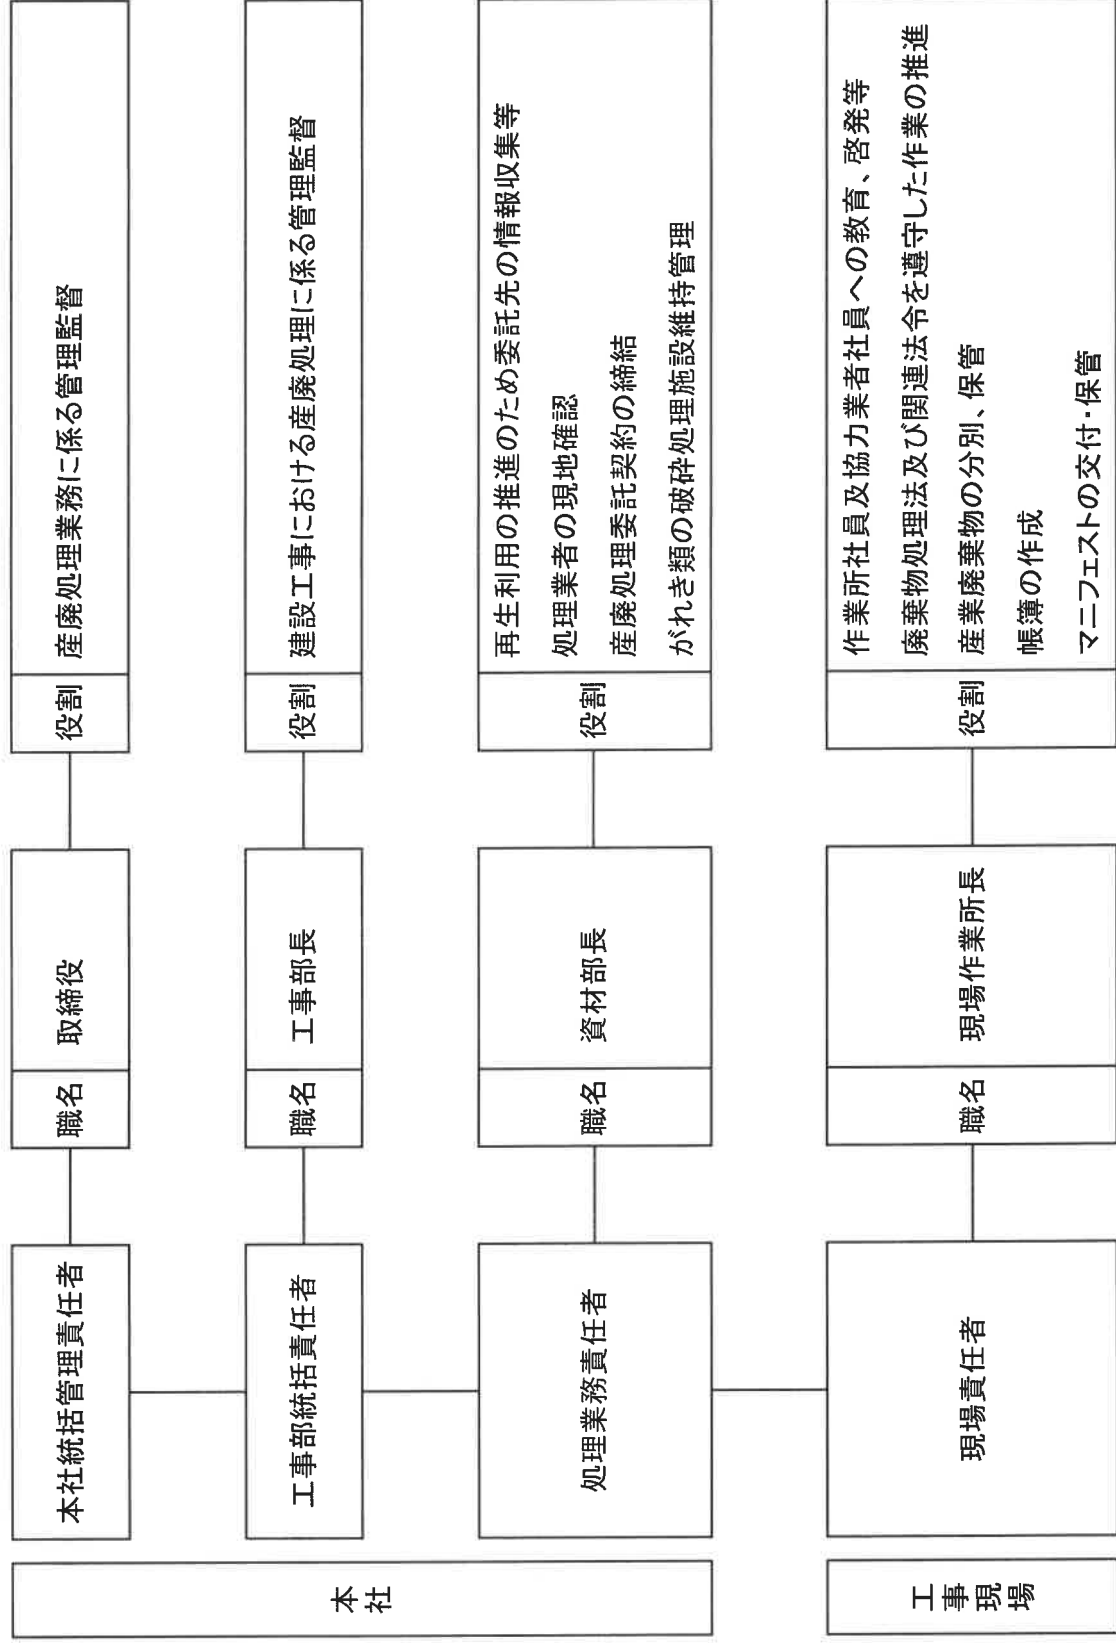 本社
本社統括管理責任者
職名
取締役
役割
産廃処理業務に係る管理監督
工事部統括責任者
職名
工事部長
役割
建設工事における産廃処理に係る管理監督
処理業務責任者
職名
資材部長
役割
再生利用の推進のため委託先の情報収集等
処理業者の現地確認
産廃処理委託契約の締結
がれき類の破砕処理施設維持管理
工事現場
現場責任者
職名
現場作業所長
役割
作業所社員及協力業者社員への教育、啓発等
廃棄物処理法及び関連法令を遵守した作業の推進
産業廃棄物の分別、保管
帳簿の作成
マニフェストの交付・保管